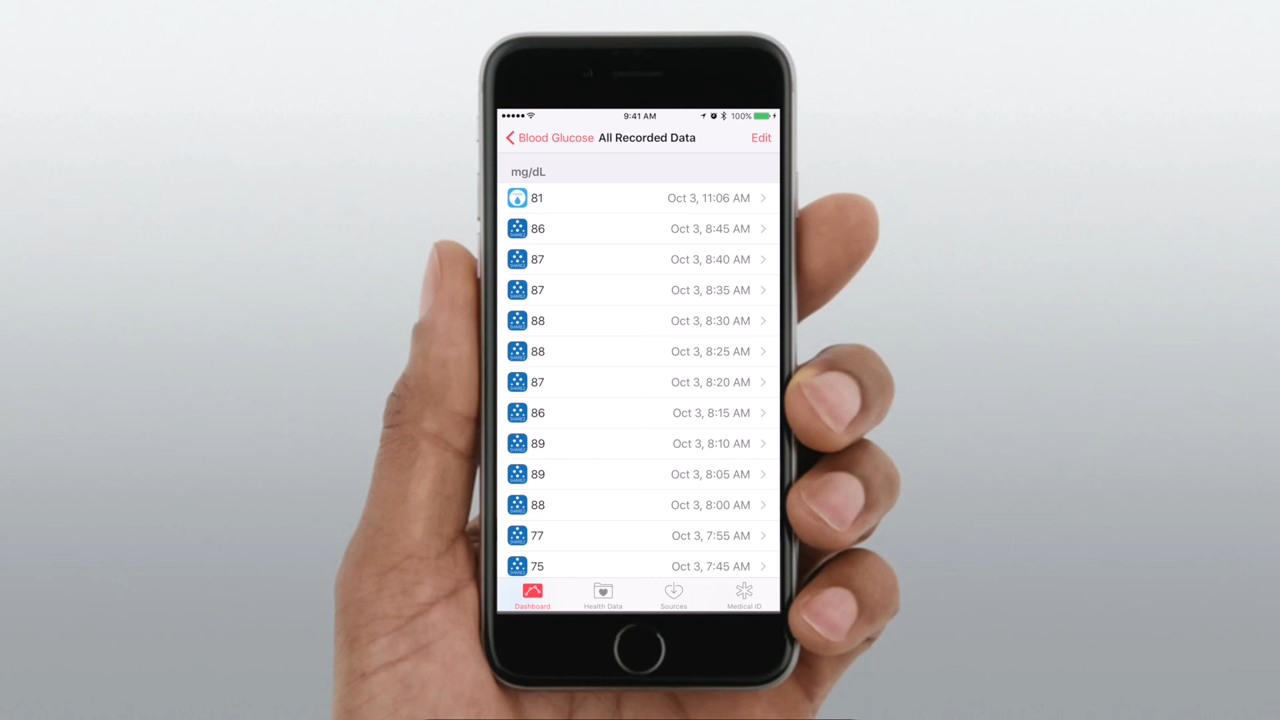 9:41 AM 100%
Blood Glucose All Recorded Data Edit
mg/dL
81 Oct 3, 11:06 AM
86 Oct 3, 8:45 AM
87 Oct 3, 8:40 AM
87 Oct 3, 8:35 AM
88 Oct 3, 8:30 AM
88 Oct 3, 8:25 AM
87 Oct 3, 8:20 AM
86 Oct 3, 8:15 AM
89 Oct 3, 8:10 AM
89 Oct 3, 8:05 AM
88 Oct 3, 8:00 AM
77 Oct 3, 7:55 AM
75 Oct 3, 7:45 AM
Dashboard Health Data Sources Medical ID